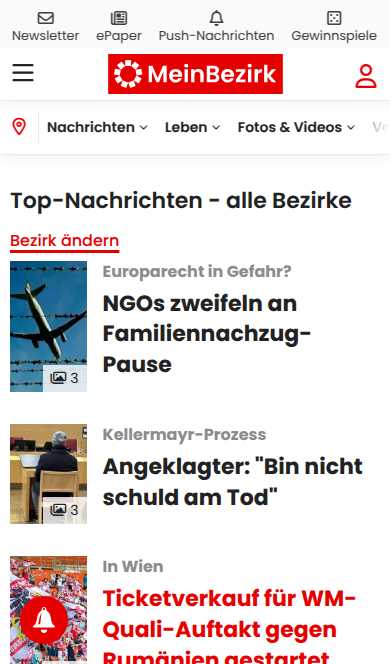 Newsletter ePaper Push-Nachrichten Gewinnspiele
MeinBezirk
Nachrichten Leben Fotos & Videos
Top-Nachrichten - alle Bezirke
Bezirk ändern
Europarecht in Gefahr?
NGOs zweifeln an
Familiennachzug-
Pause
3
Kellermayr-Prozess
Angeklagter: "Bin nicht
schuld am Tod"
3
In Wien
Ticketverkauf für WM-
Quali-Auftakt gegen
Rumänien gestartet